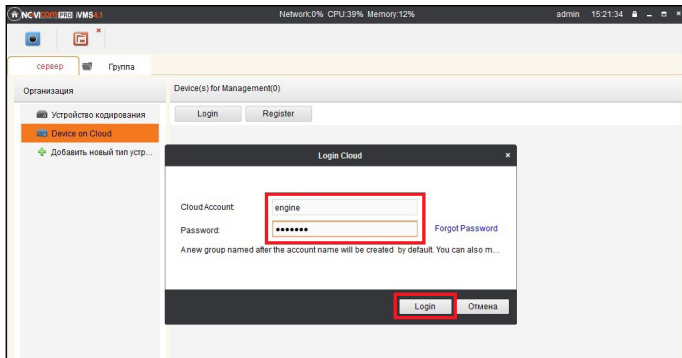 NOVIcam PRO iVMS4.1 Network:0% CPU:39% Memory:12% admin 15:21:34
сервер Группа
Организация Device(s) for Management(0)
Устройство кодирования Login Register
Device on Cloud
Добавить новый тип устр...
Login Cloud
Cloud Account: engine
Password: •••••••  Forgot Password
A new group named after the account name will be created by default. You can also m...
Login Отмена